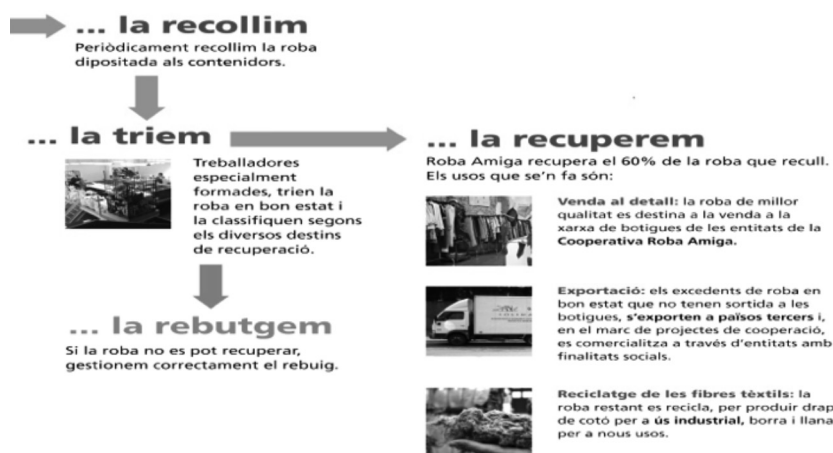 ... la recollim
Periòdicament recollim la roba
dipositada als contenidors.
... la triem
Treballadores
especialment
formades, trien la
roba en bon estat i
la classifiquen segons
els diversos destins
de recuperació.
... la rebutgem
Si la roba no es pot recuperar,
gestionem correctament el rebuig.
... la recuperem
Roba Amiga recupera el 60% de la roba que recull.
Els usos que se'n fa són:
Venda al detall: la roba de millor
qualitat es destina a la venda a la
xarxa de botigues de les entitats de la
Cooperativa Roba Amiga.
Exportació: els excedents de roba en
bon estat que no tenen sortida a les
botigues, s'exporten a països tercers i,
en el marc de projectes de cooperació,
es comercialitza a través d'entitats amb
finalitats socials.
Reciclatge de les fibres tèxtils: la
roba restant es recicla, per produir drap
de cotó per a ús industrial, borra i llana
per a nous usos.